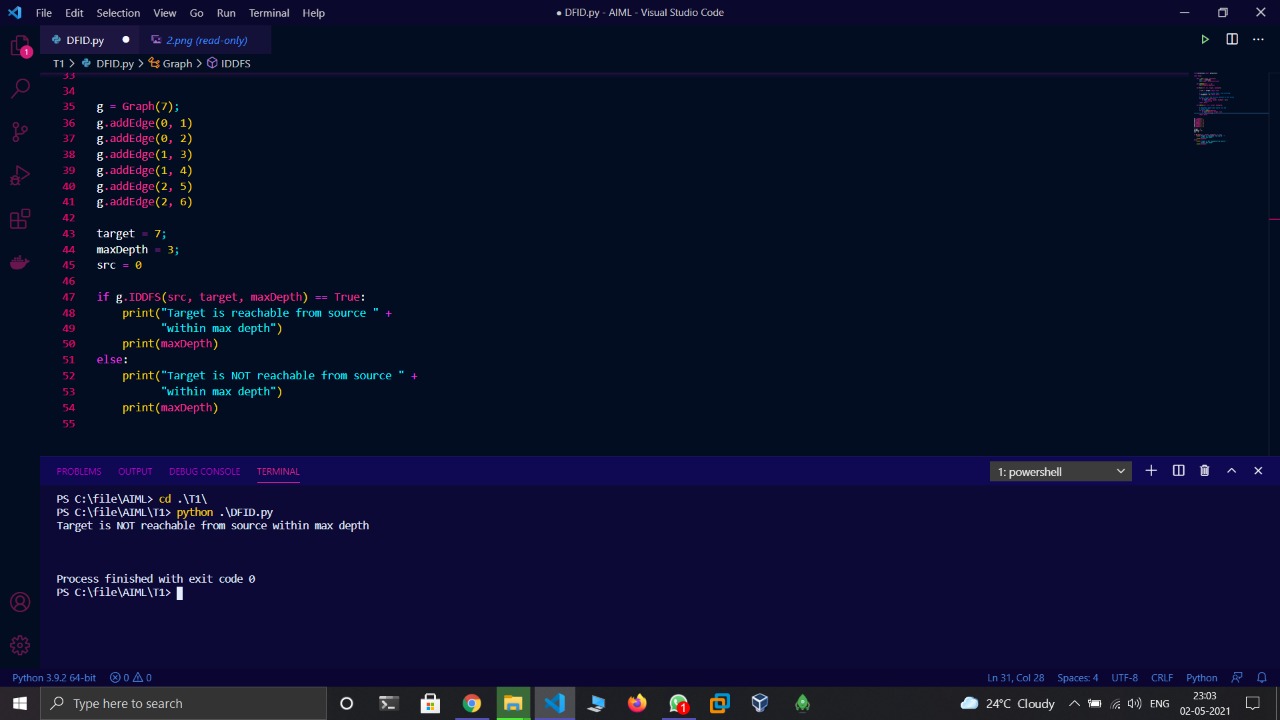 File Edit Selection View Go Run Terminal Help ● DFID.py - AIML - Visual Studio Code
DFID.py ● 2.png (read-only)
T1 > DFID.py > Graph > IDDFS
1
33
34
35 g = Graph(7);
36 g.addEdge(0, 1)
37 g.addEdge(0, 2)
38 g.addEdge(1, 3)
39 g.addEdge(1, 4)
40 g.addEdge(2, 5)
41 g.addEdge(2, 6)
42
43 target = 7;
44 maxDepth = 3;
45 src = 0
46
47 if g.IDDFS(src, target, maxDepth) == True:
48 print("Target is reachable from source " +
49 "within max depth")
50 print(maxDepth)
51 else:
52 print("Target is NOT reachable from source " +
53 "within max depth")
54 print(maxDepth)
55
PROBLEMS OUTPUT DEBUG CONSOLE TERMINAL 1: powershell
PS C:\file\AIML> cd .\T1\
PS C:\file\AIML\T1> python .\DFID.py
Target is NOT reachable from source within max depth
Process finished with exit code 0
PS C:\file\AIML\T1>
Python 3.9.2 64-bit 0 0 Ln 31, Col 28 Spaces: 4 UTF-8 CRLF Python
Type here to search 1 24°C Cloudy ENG 23:03
02-05-2021